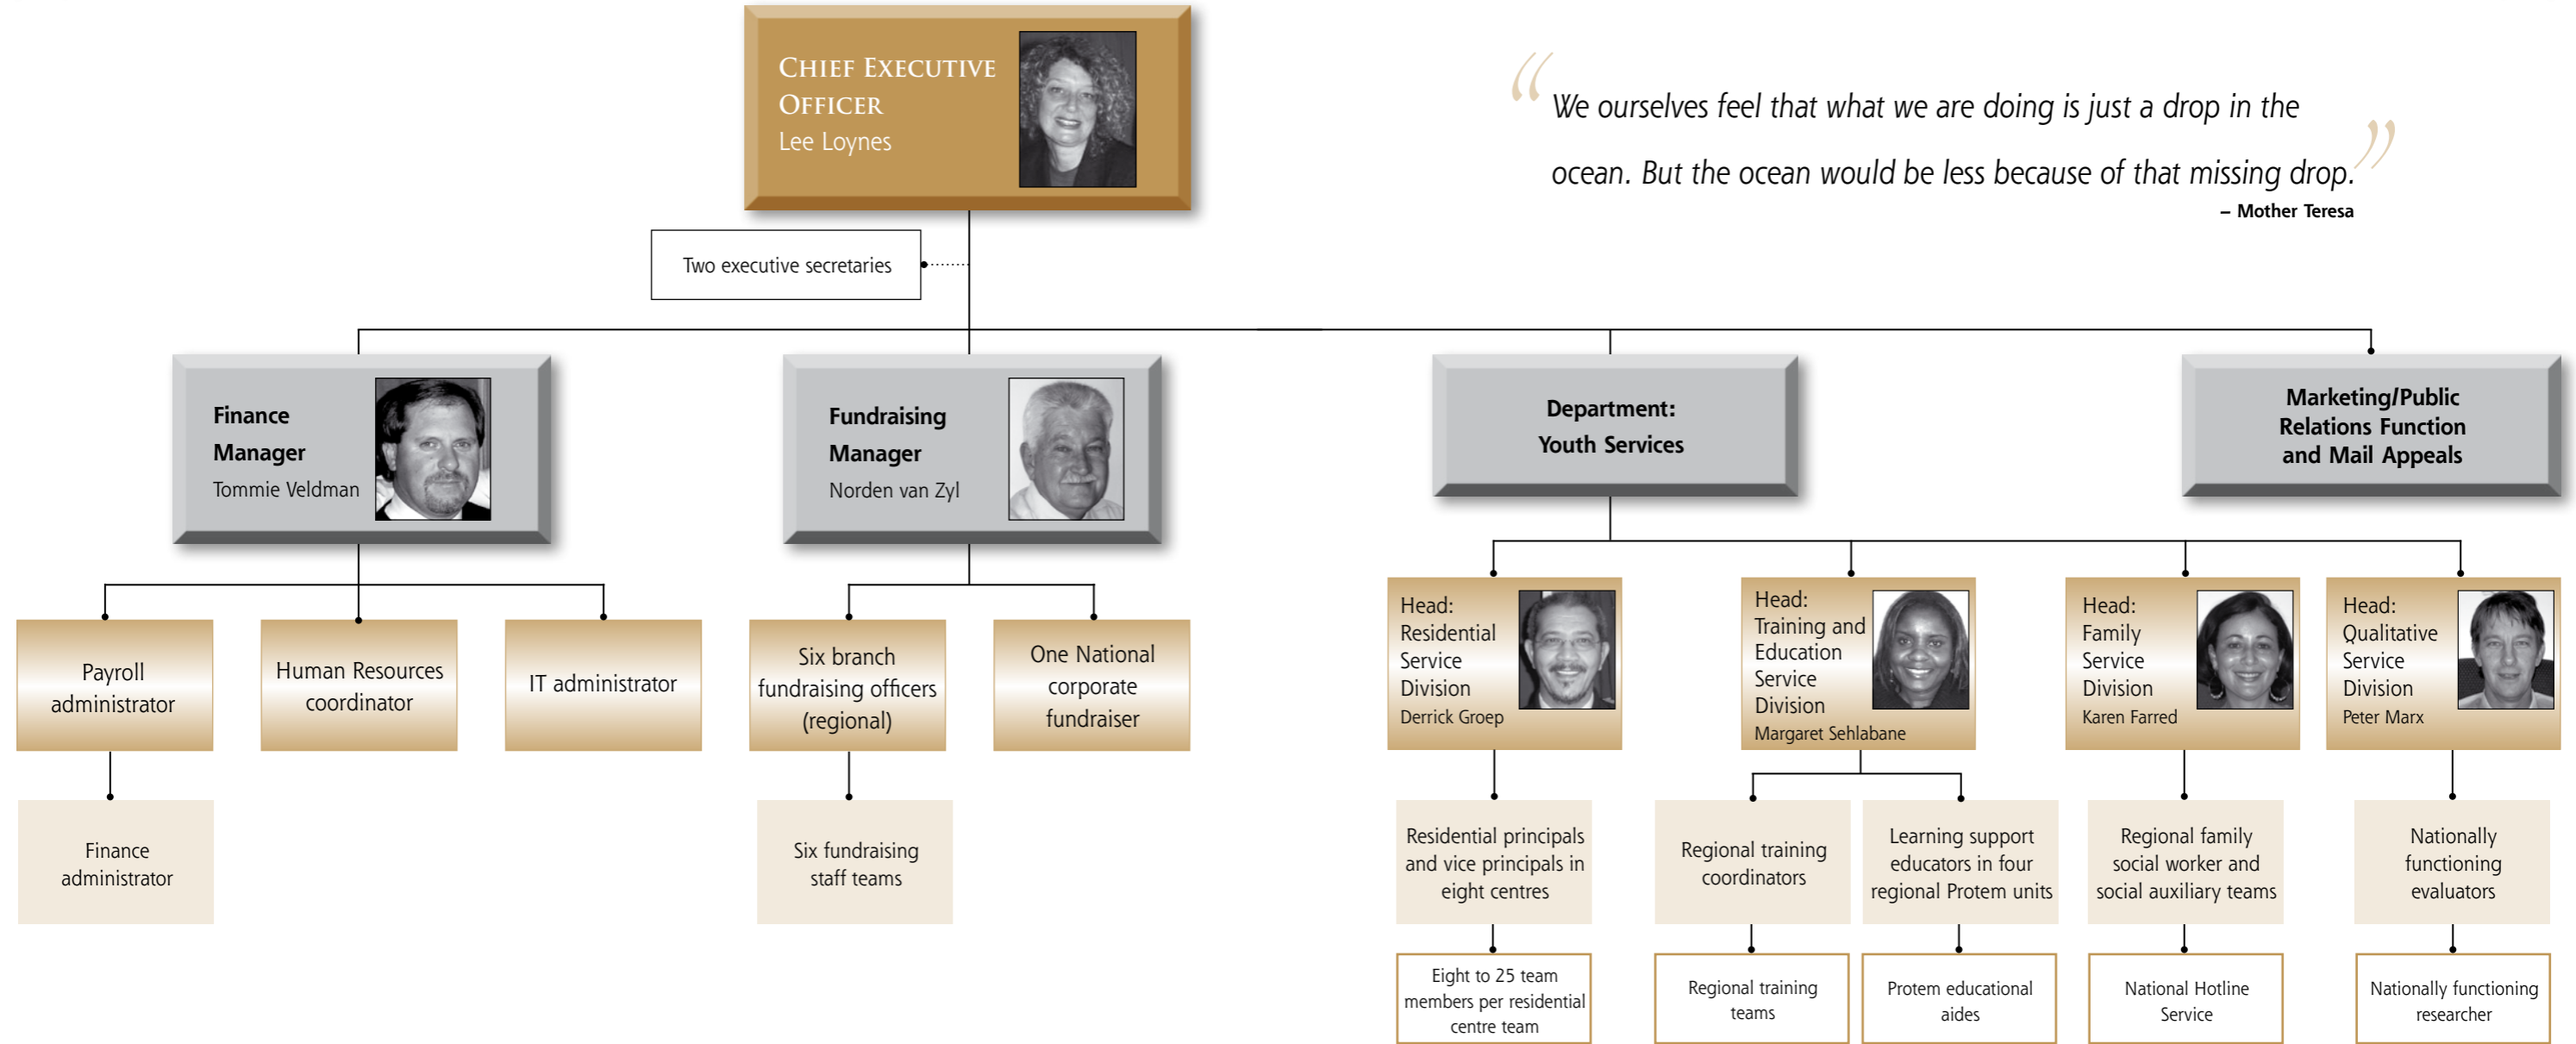 CHIEF EXECUTIVE
OFFICER
Lee Loynes
“We ourselves feel that what we are doing is just a drop in the
ocean. But the ocean would be less because of that missing drop.”
– Mother Teresa
Two executive secretaries
Finance
Manager
Tommie Veldman
Fundraising
Manager
Norden van Zyl
Department:
Youth Services
Marketing/Public
Relations Function
and Mail Appeals
Payroll
administrator
Human Resources
coordinator
IT administrator
Six branch
fundraising officers
(regional)
One National
corporate
fundraiser
Head:
Residential
Service
Division
Derrick Groep
Head:
Training and
Education
Service
Division
Margaret Sehlabane
Head:
Family
Service
Division
Karen Farred
Head:
Qualitative
Service
Division
Peter Marx
Finance
administrator
Six fundraising
staff teams
Residential principals
and vice principals in
eight centres
Regional training
coordinators
Learning support
educators in four
regional Protem units
Regional family
social worker and
social auxiliary teams
Nationally
functioning
evaluators
Eight to 25 team
members per residential
centre team
Regional training
teams
Protem educational
aides
National Hotline
Service
Nationally functioning
researcher